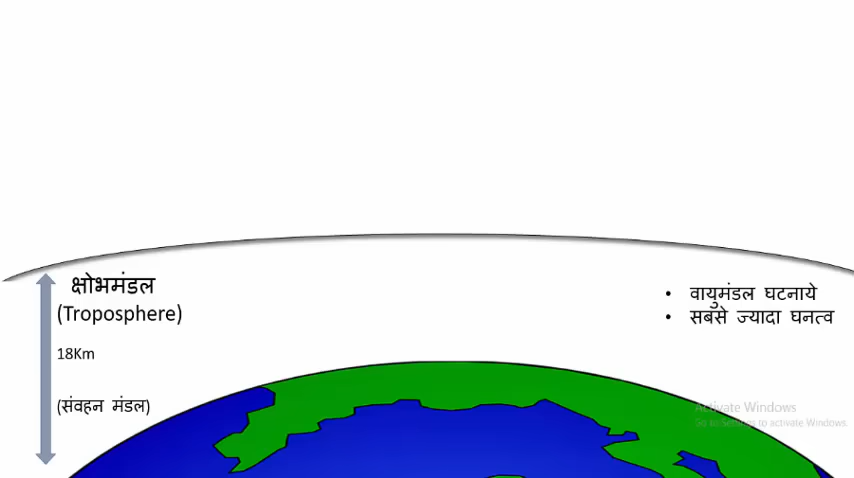 क्षोभमंडल
(Troposphere)
18Km
(संवहन मंडल)
• वायुमंडल घटनाये
• सबसे ज्यादा घनत्व
Activate Windows
Go to Settings to activate Windows.